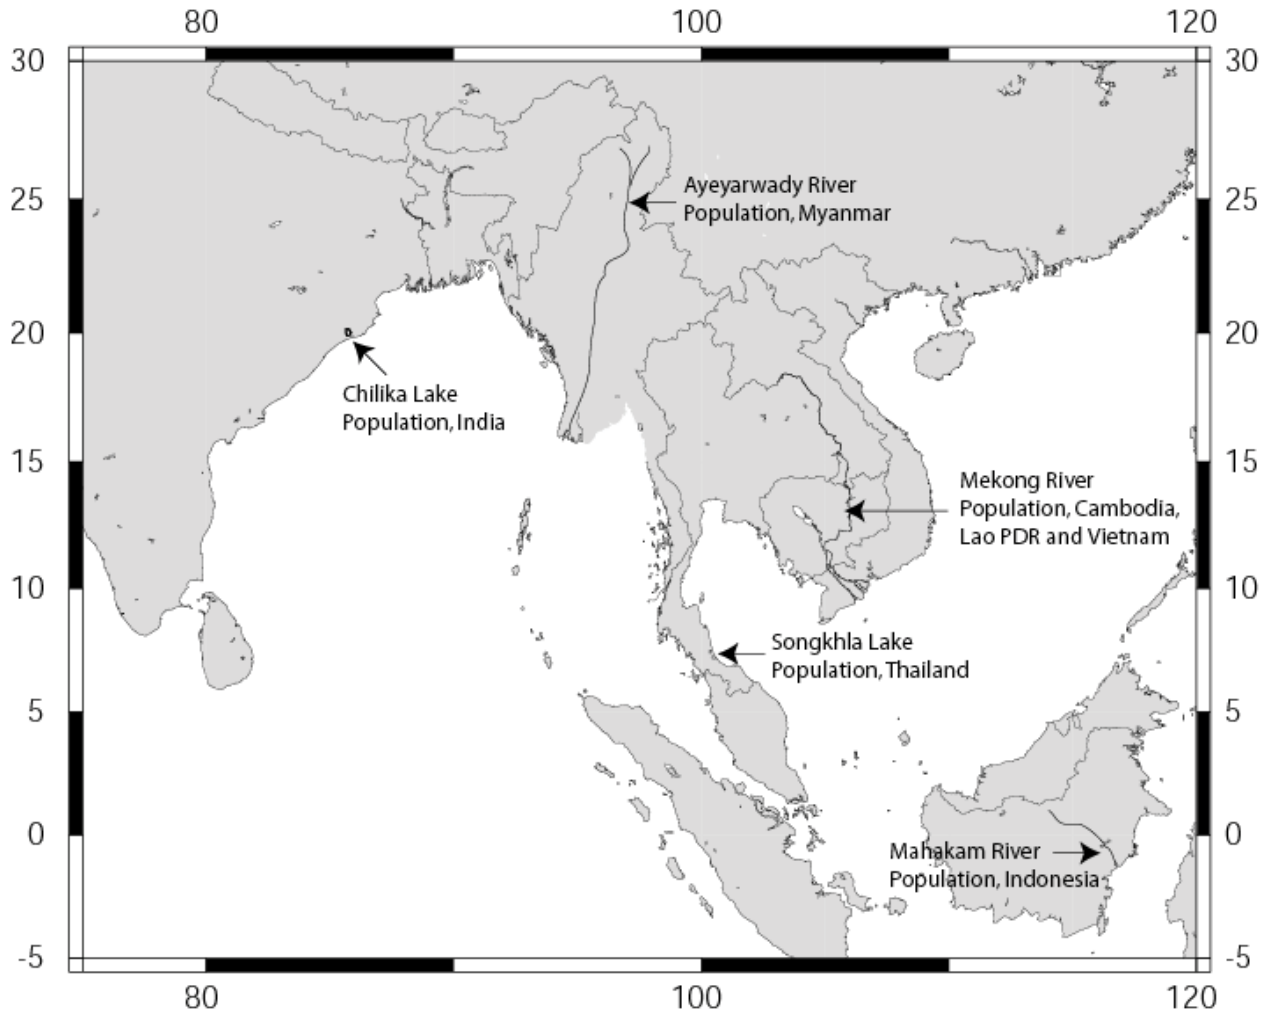 80 100 120
30 30
Ayeyarwady River
Population, Myanmar
25 25
20 20
Chilika Lake
Population, India
15 15
Mekong River
Population, Cambodia,
Lao PDR and Vietnam
10 10
Songkhla Lake
Population, Thailand
5 5
0 0
Mahakam River
Population, Indonesia
-5 -5
80 100 120